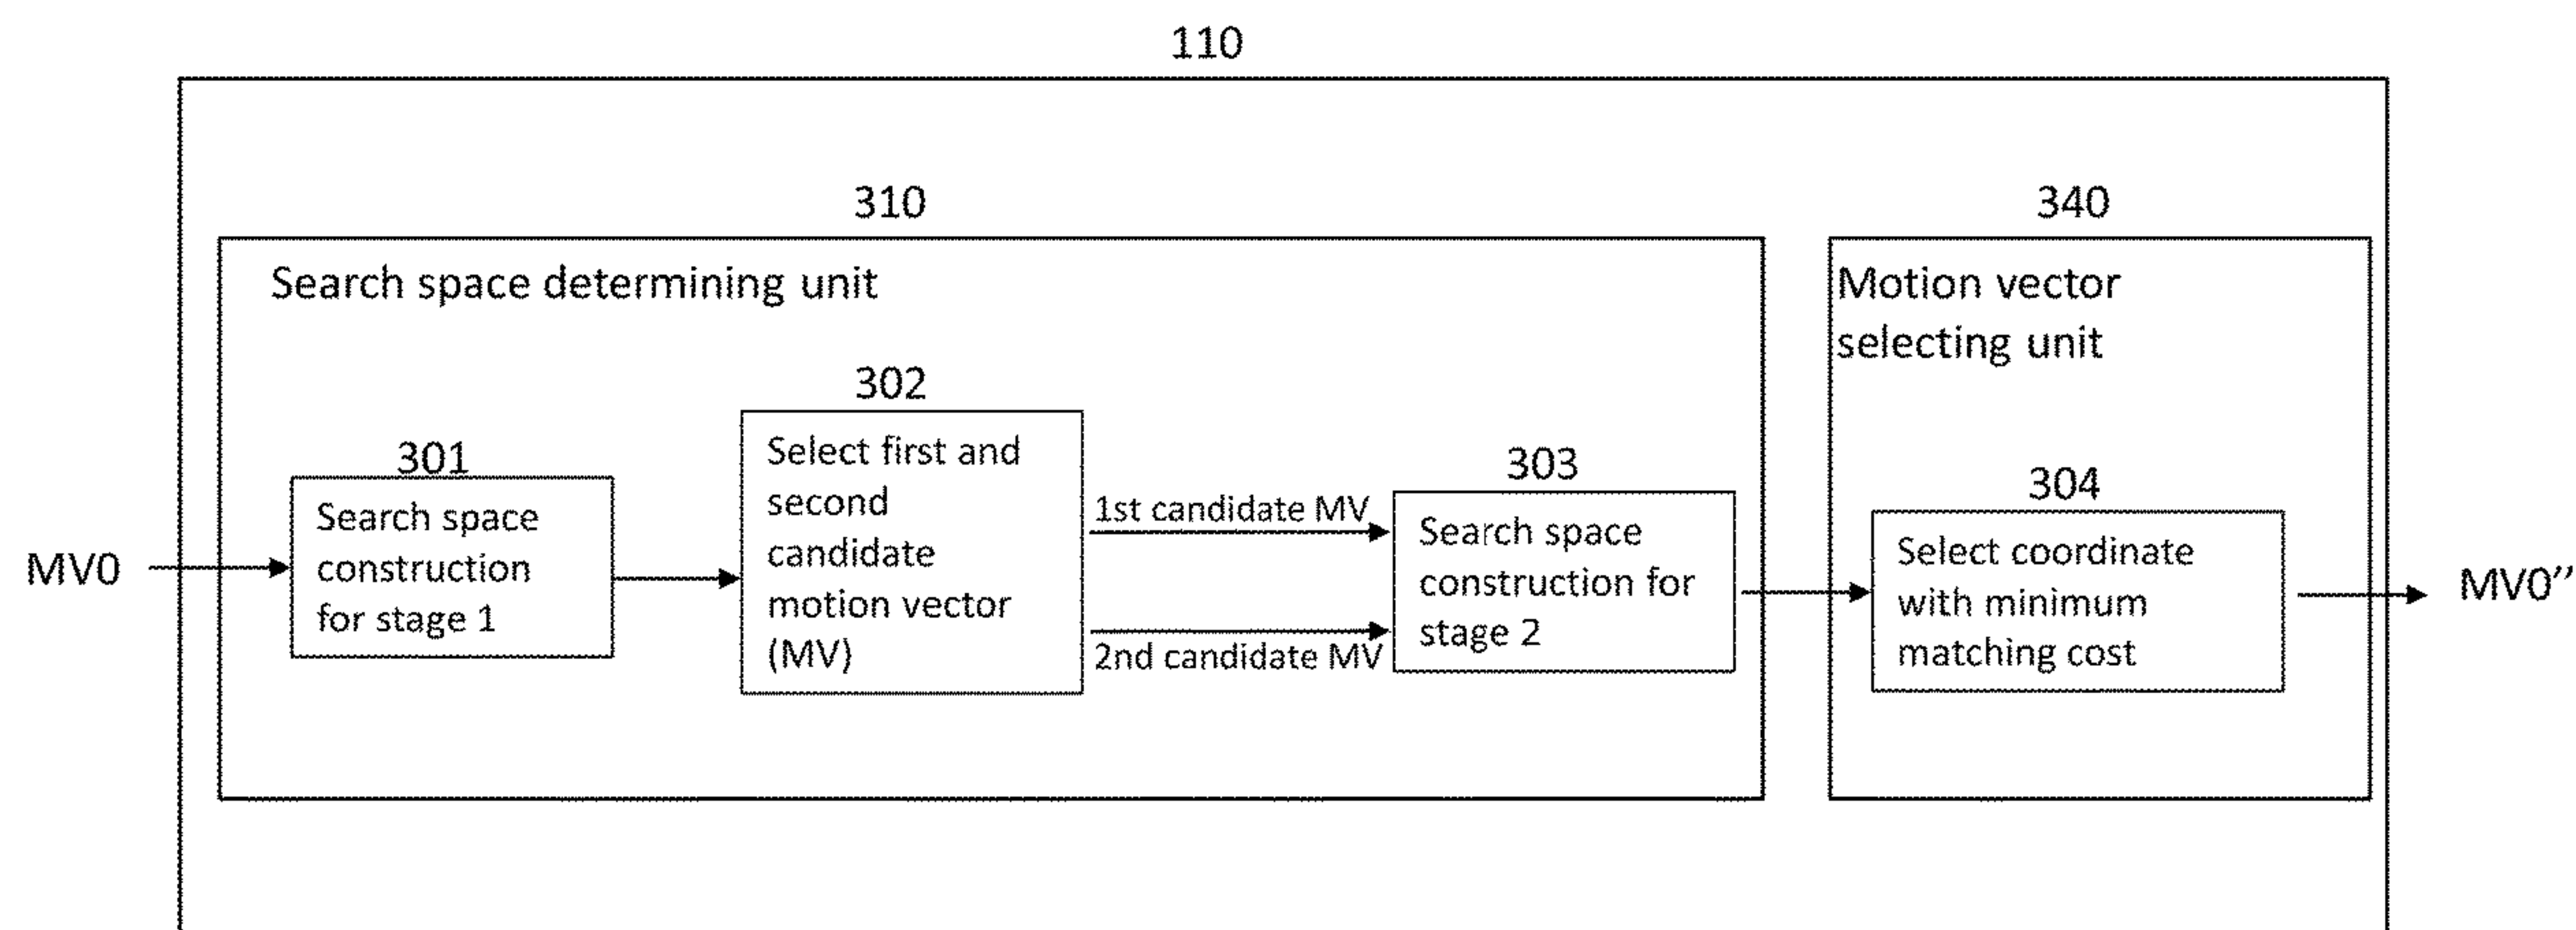 110
310
340
Search space determining unit
Motion vector
selecting unit
302
Select first and
second
candidate
motion vector
(MV)
301
Search space
construction
for stage 1
303
Search space
construction for
stage 2
304
Select coordinate
with minimum
matching cost
1st candidate MV
2nd candidate MV
MV0
MV0''